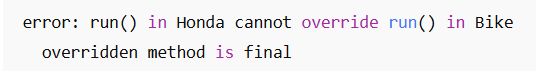 error: run() in Honda cannot override run() in Bike
overridden method is final